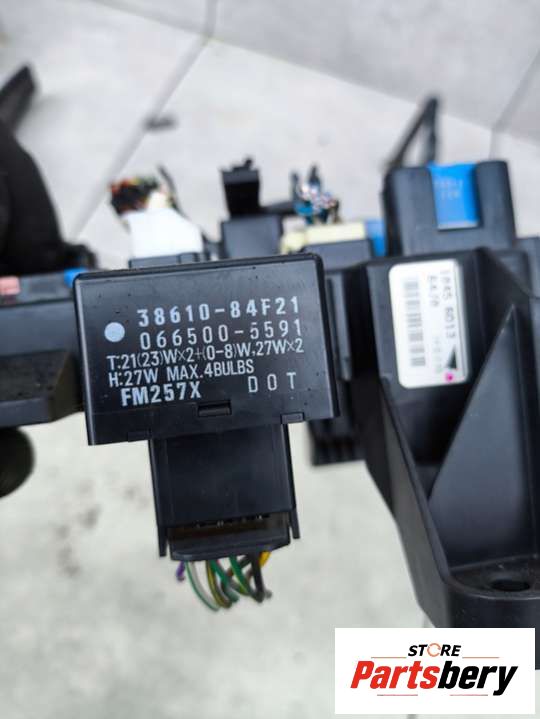 38610-84F21
066500-5591
T:21(23)W×2+(0-8)W,27W×2
H:27W MAX.4BULBS
FM257X DOT
STORE
Partsbery